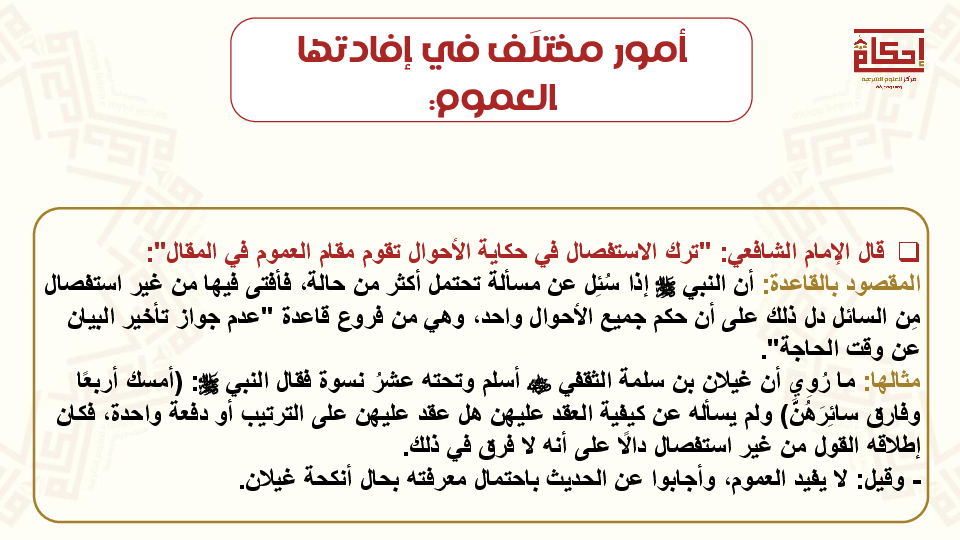 أمور مختلَف في إفادتها
العموم:
إحكام
مركز للعلوم الشرعية
❑ قال الإمام الشافعي: "ترك الاستفصال في حكاية الأحوال تقوم مقام العموم في المقال":
المقصود بالقاعدة: أن النبي ﷺ إذا سُئِل عن مسألة تحتمل أكثر من حالة، فأفتى فيها من غير استفصال
مِن السائل دل ذلك على أن حكم جميع الأحوال واحد، وهي من فروع قاعدة "عدم جواز تأخير البيان
عن وقت الحاجة".
مثالها: ما رُوِي أن غيلان بن سلمة الثقفي أسلم وتحته عشرُ نسوة فقال النبي ﷺ: (أمسك أربعًا
وفارق سائِرَهُنَّ) ولم يسأله عن كيفية العقد عليهن هل عقد عليهن على الترتيب أو دفعة واحدة، فكان
إطلاقه القول من غير استفصال دالًا على أنه لا فرق في ذلك.
- وقيل: لا يفيد العموم، وأجابوا عن الحديث باحتمال معرفته بحال أنكحة غيلان.